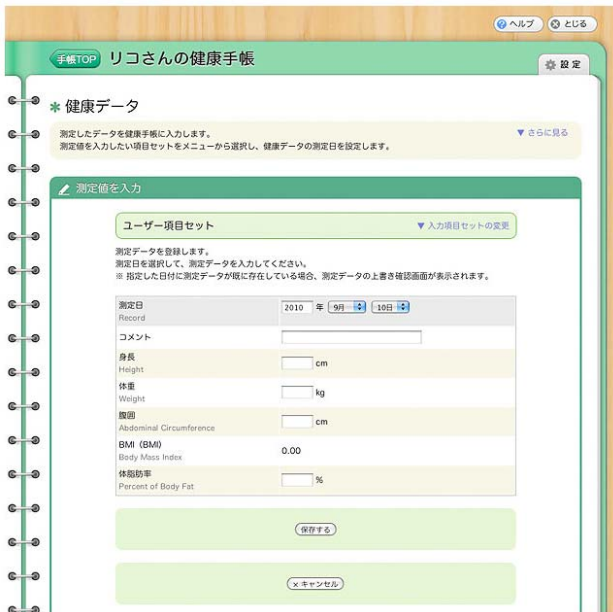 ヘルプ とじる
手帳TOP リコさんの健康手帳
設定
* 健康データ
測定したデータを健康手帳に入力します。 ▼ さらに見る
測定値を入力したい項目セットをメニューから選択し、健康データの測定日を設定します。
測定値を入力
ユーザー項目セット ▼ 入力項目セットの変更
測定データを登録します。
測定日を選択して、測定データを入力してください。
※ 指定した日付に測定データが既に存在している場合、測定データの上書き確認画面が表示されます。
測定日 2010 年 9月 10日
Record
コメント
身長 cm
Height
体重 kg
Weight
腹囲 cm
Abdominal Circumference
BMI（BMI） 0.00
Body Mass Index
体脂肪率 %
Percent of Body Fat
保存する
× キャンセル